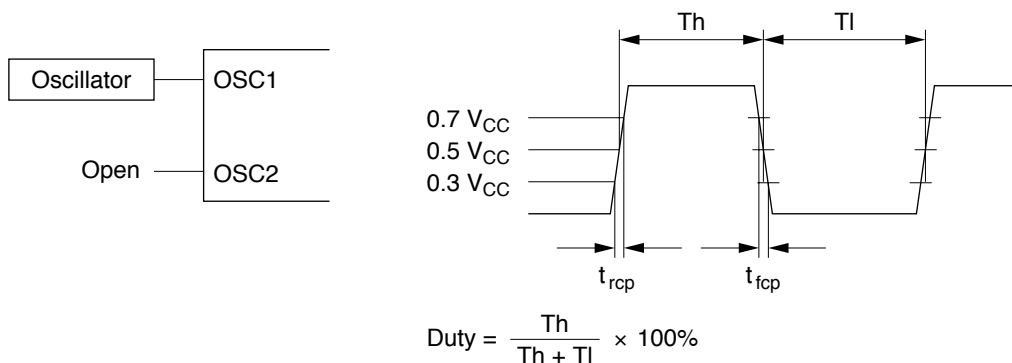 Oscillator
OSC1
Open
OSC2
Th
Tl
0.7 VCC
0.5 VCC
0.3 VCC
trcp
tfcp
Duty = Th / Th + Tl × 100%